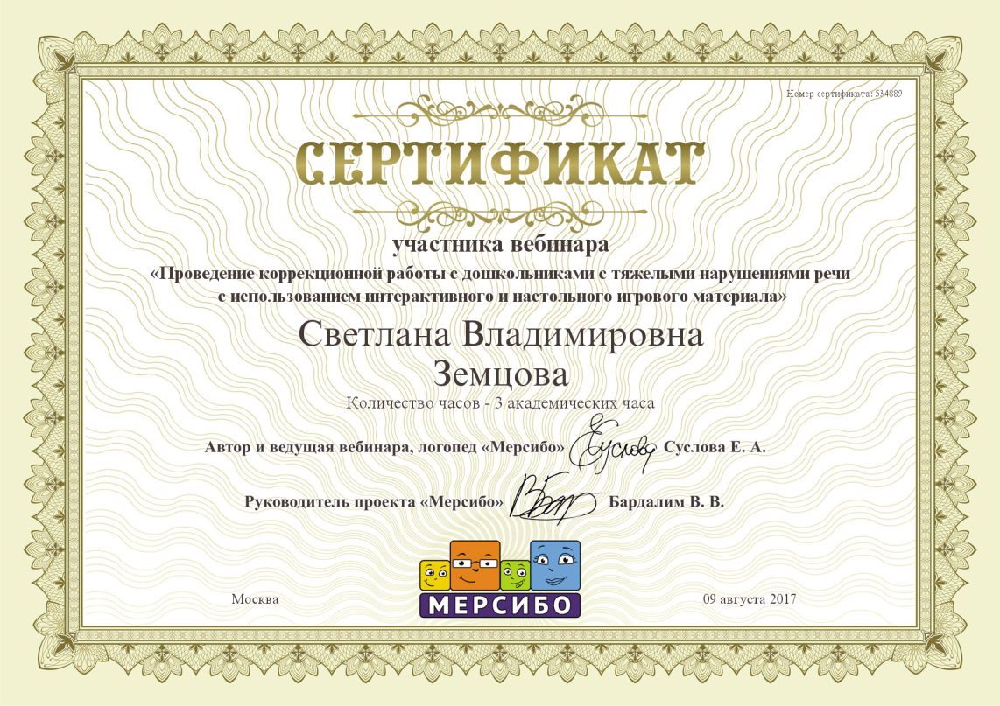 Номер сертификата: 534889
СЕРТИФИКАТ
участника вебинара
«Проведение коррекционной работы с дошкольниками с тяжелыми нарушениями речи
с использованием интерактивного и настольного игрового материала»
Светлана Владимировна
Земцова
Количество часов - 3 академических часа
Автор и ведущая вебинара, логопед «Мерсибо» Суслова Е. А.
Руководитель проекта «Мерсибо» Бардалим В. В.
МЕРСИБО
Москва
09 августа 2017